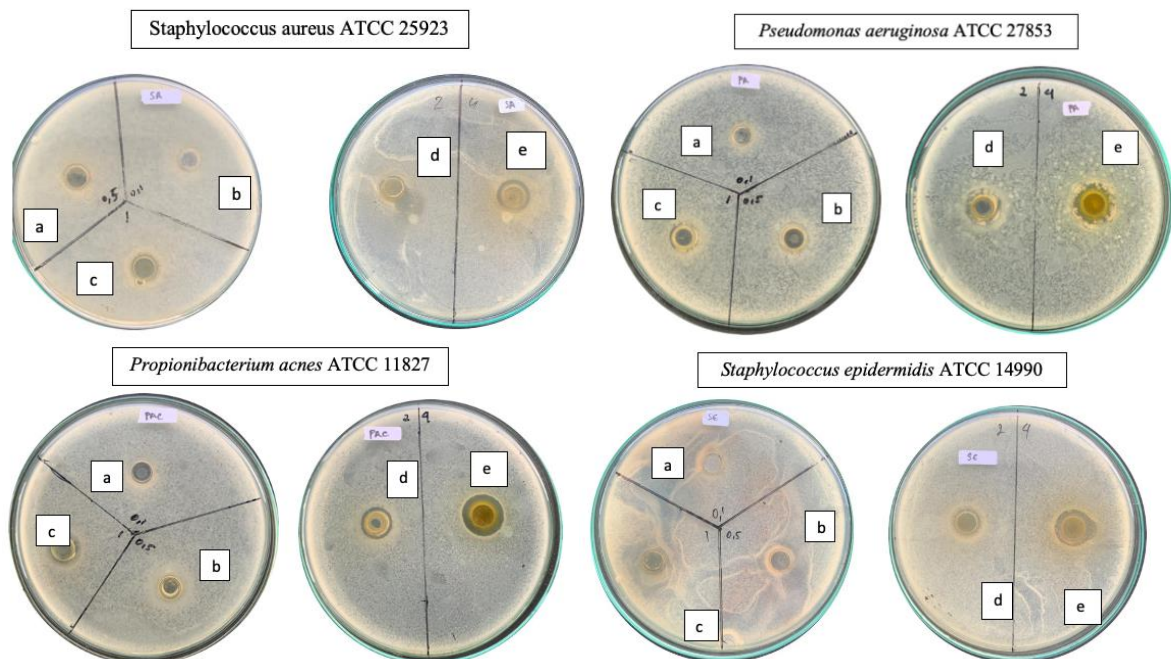 Staphylococcus aureus ATCC 25923
Pseudomonas aeruginosa ATCC 27853
SA
a
b
c
0,5
0,1
1
2 4
SA
d
e
PA
a
b
c
0,1
1
0,5
2 4
PA
d
e
Propionibacterium acnes ATCC 11827
Staphylococcus epidermidis ATCC 14990
PAC
a
b
c
0,1
1
0,5
2 4
PAC
d
e
SE
a
b
c
0,1
1
0,5
2 4
SE
d
e